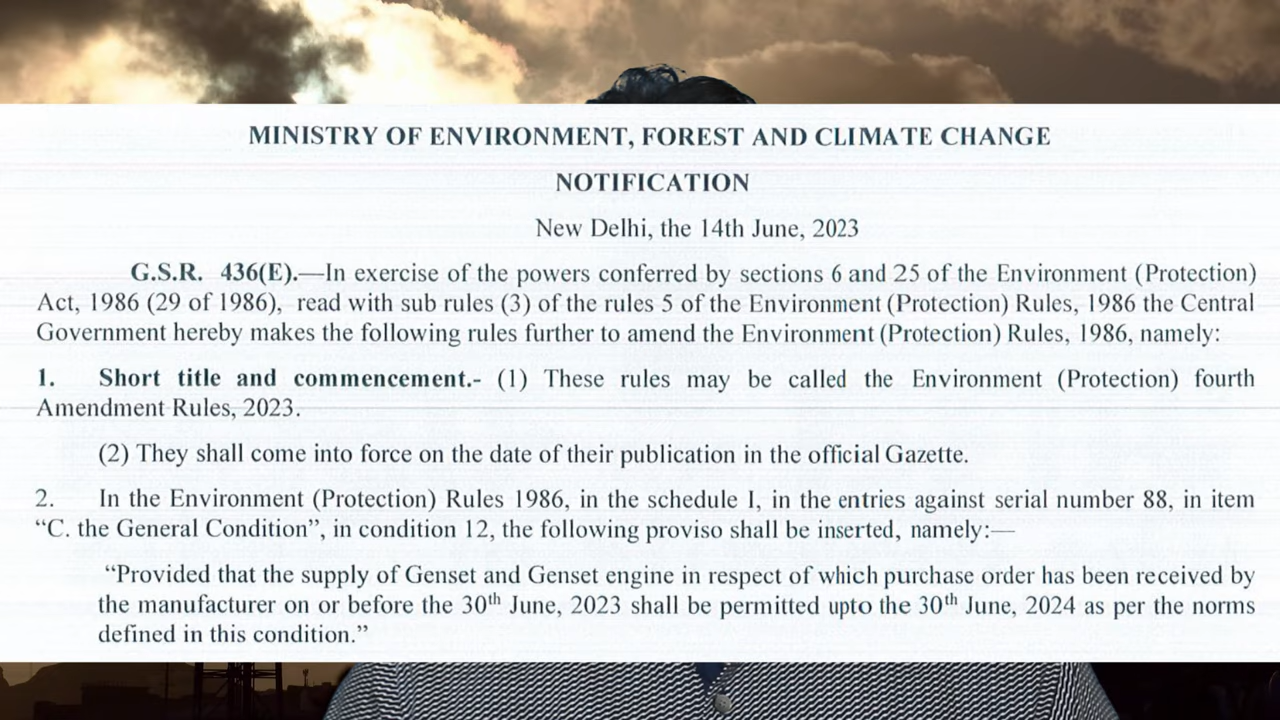 MINISTRY OF ENVIRONMENT, FOREST AND CLIMATE CHANGE
NOTIFICATION
New Delhi, the 14th June, 2023
G.S.R. 436(E).—In exercise of the powers conferred by sections 6 and 25 of the Environment (Protection)
Act, 1986 (29 of 1986), read with sub rules (3) of the rules 5 of the Environment (Protection) Rules, 1986 the Central
Government hereby makes the following rules further to amend the Environment (Protection) Rules, 1986, namely:
1. Short title and commencement.- (1) These rules may be called the Environment (Protection) fourth
Amendment Rules, 2023.
(2) They shall come into force on the date of their publication in the official Gazette.
2. In the Environment (Protection) Rules 1986, in the schedule I, in the entries against serial number 88, in item
“C. the General Condition”, in condition 12, the following proviso shall be inserted, namely:—
“Provided that the supply of Genset and Genset engine in respect of which purchase order has been received by
the manufacturer on or before the 30th June, 2023 shall be permitted upto the 30th June, 2024 as per the norms
defined in this condition.”